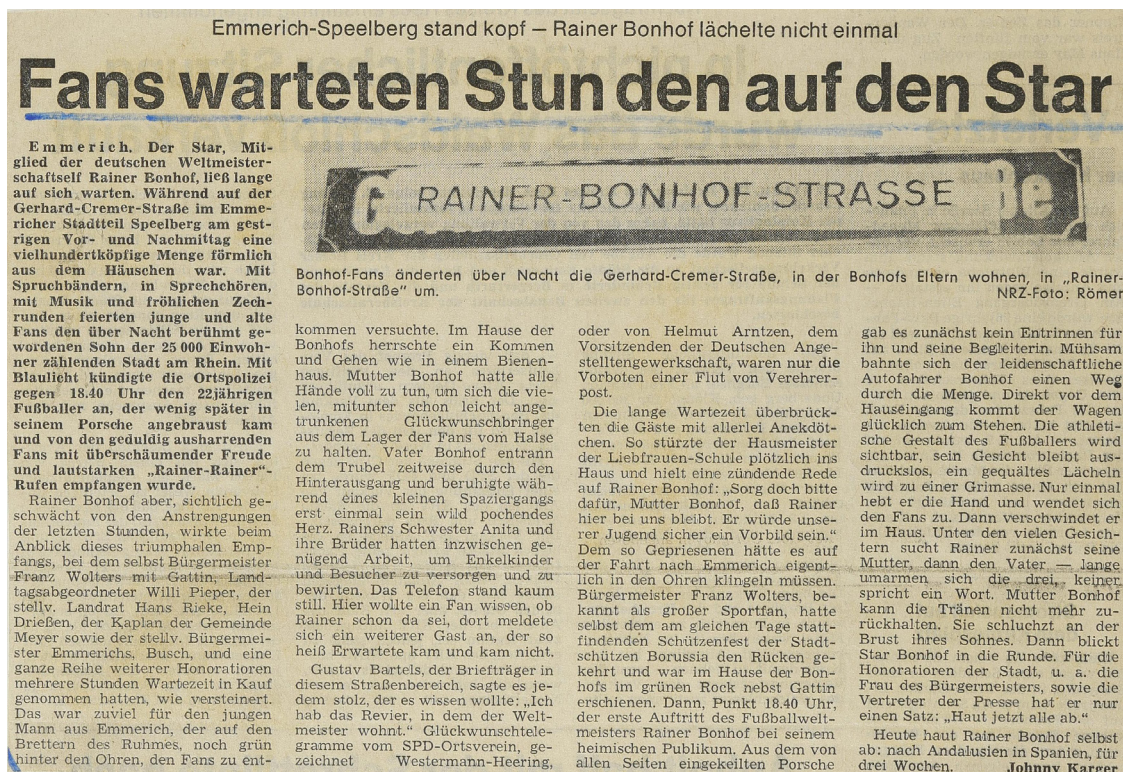 Emmerich-Speelberg stand kopf — Rainer Bonhof lächelte nicht einmal
Fans warteten Stunden auf den Star
Emmerich. Der Star, Mit-
glied der deutschen Weltmeister-
schaftself Rainer Bonhof, ließ lange
auf sich warten. Während auf der
Gerhard-Cremer-Straße im Emme-
richer Stadtteil Speelberg am gest-
rigen Vor- und Nachmittag eine
vielhundertköpfige Menge förmlich
aus dem Häuschen war. Mit
Spruchbändern, in Sprechchören,
mit Musik und fröhlichen Zech-
runden feierten junge und alte
Fans den über Nacht berühmt ge-
wordenen Sohn der 25 000 Einwoh-
ner zählenden Stadt am Rhein. Mit
Blaulicht kündigte die Ortspolizei
gegen 18.40 Uhr den 22jährigen
Fußballer an, der wenig später in
seinem Porsche angebraust kam
und von den geduldig ausharrenden
Fans mit überschäumender Freude
und lautstarken „Rainer-Rainer“-
Rufen empfangen wurde.
Rainer Bonhof aber, sichtlich ge-
schwächt von den Anstrengungen
der letzten Stunden, wirkte beim
Anblick dieses triumphalen Emp-
fangs, bei dem selbst Bürgermeister
Franz Wolters mit Gattin, Land-
tagsabgeordneter Willi Pieper, der
stellv. Landrat Hans Rieke, Hein
Drießen, der Kaplan der Gemeinde
Meyer sowie der stellv. Bürgermei-
ster Emmerichs, Busch, und eine
ganze Reihe weiterer Honoratioren
mehrere Stunden Wartezeit in Kauf
genommen hatten, wie versteinert.
Das war zuviel für den jungen
Mann aus Emmerich, der auf den
Brettern des Ruhmes, noch grün
hinter den Ohren, den Fans zu ent-
G RAINER-BONHOF-STRASSE ße
Bonhof-Fans änderten über Nacht die Gerhard-Cremer-Straße, in der Bonhofs Eltern wohnen, in „Rainer-
Bonhof-Straße“ um. NRZ-Foto: Römer
kommen versuchte. Im Hause der
Bonhofs herrschte ein Kommen
und Gehen wie in einem Bienen-
haus. Mutter Bonhof hatte alle
Hände voll zu tun, um sich die vie-
len, mitunter schon leicht ange-
trunkenen Glückwunschbringer
aus dem Lager der Fans vom Halse
zu halten. Vater Bonhof entrann
dem Trubel zeitweise durch den
Hinterausgang und beruhigte wäh-
rend eines kleinen Spaziergangs
erst einmal sein wild pochendes
Herz. Rainers Schwester Anita und
ihre Brüder hatten inzwischen ge-
nügend Arbeit, um Enkelkinder
und Besucher zu versorgen und zu
bewirten. Das Telefon stand kaum
still. Hier wollte ein Fan wissen, ob
Rainer schon da sei, dort meldete
sich ein weiterer Gast an, der so
heiß Erwartete kam und kam nicht.
Gustav Bartels, der Briefträger in
diesem Straßenbereich, sagte es je-
dem stolz, der es wissen wollte: „Ich
hab das Revier, in dem der Welt-
meister wohnt.“ Glückwunschtele-
gramme vom SPD-Ortsverein, ge-
zeichnet Westermann-Heering,
oder von Helmut Arntzen, dem
Vorsitzenden der Deutschen Ange-
stelltengewerkschaft, waren nur die
Vorboten einer Flut von Verehrer-
post.
Die lange Wartezeit überbrück-
ten die Gäste mit allerlei Anekdöt-
chen. So stürzte der Hausmeister
der Liebfrauen-Schule plötzlich ins
Haus und hielt eine zündende Rede
auf Rainer Bonhof: „Sorg doch bitte
dafür, Mutter Bonhof, daß Rainer
hier bei uns bleibt. Er würde unse-
rer Jugend sicher ein Vorbild sein.“
Dem so Gepriesenen hätte es auf
der Fahrt nach Emmerich eigent-
lich in den Ohren klingeln müssen.
Bürgermeister Franz Wolters, be-
kannt als großer Sportfan, hatte
selbst dem am gleichen Tage statt-
findenden Schützenfest der Stadt-
schützen Borussia den Rücken ge-
kehrt und war im Hause der Bon-
hofs im grünen Rock nebst Gattin
erschienen. Dann, Punkt 18.40 Uhr,
der erste Auftritt des Fußballwelt-
meisters Rainer Bonhof bei seinem
heimischen Publikum. Aus dem von
allen Seiten eingekeilten Porsche
gab es zunächst kein Entrinnen für
ihn und seine Begleiterin. Mühsam
bahnte sich der leidenschaftliche
Autofahrer Bonhof einen Weg
durch die Menge. Direkt vor dem
Hauseingang kommt der Wagen
glücklich zum Stehen. Die athleti-
sche Gestalt des Fußballers wird
sichtbar, sein Gesicht bleibt aus-
druckslos, ein gequältes Lächeln
wird zu einer Grimasse. Nur einmal
hebt er die Hand und wendet sich
den Fans zu. Dann verschwindet er
im Haus. Unter den vielen Gesich-
tern sucht Rainer zunächst seine
Mutter, dann den Vater — lange
umarmen sich die drei, keiner
spricht ein Wort. Mutter Bonhof
kann die Tränen nicht mehr zu-
rückhalten. Sie schluchzt an der
Brust ihres Sohnes. Dann blickt
Star Bonhof in die Runde. Für die
Honoratioren der Stadt, u. a. die
Frau des Bürgermeisters, sowie die
Vertreter der Presse hat er nur
einen Satz: „Haut jetzt alle ab.“
Heute haut Rainer Bonhof selbst
ab: nach Andalusien in Spanien, für
drei Wochen. Johnny Karger